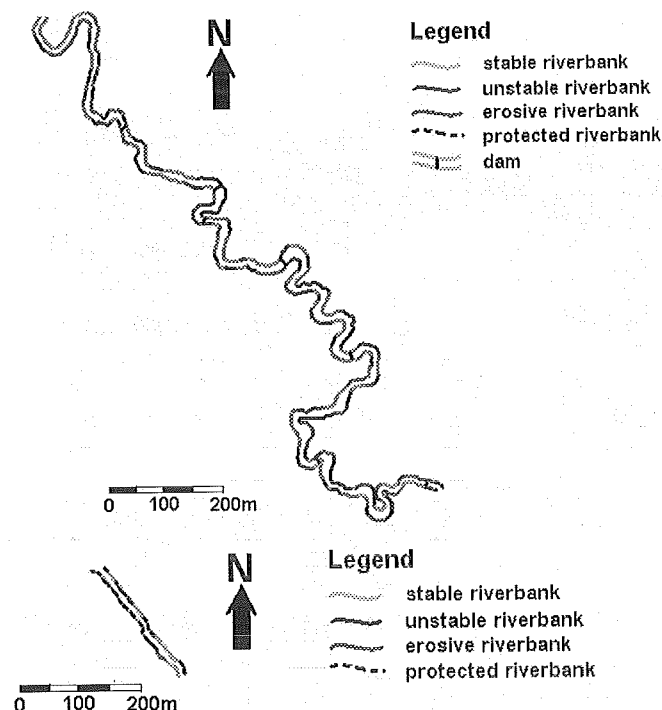 N
Legend
stable riverbank
unstable riverbank
erosive riverbank
protected riverbank
dam
0 100 200m
N
Legend
stable riverbank
unstable riverbank
erosive riverbank
protected riverbank
0 100 200m